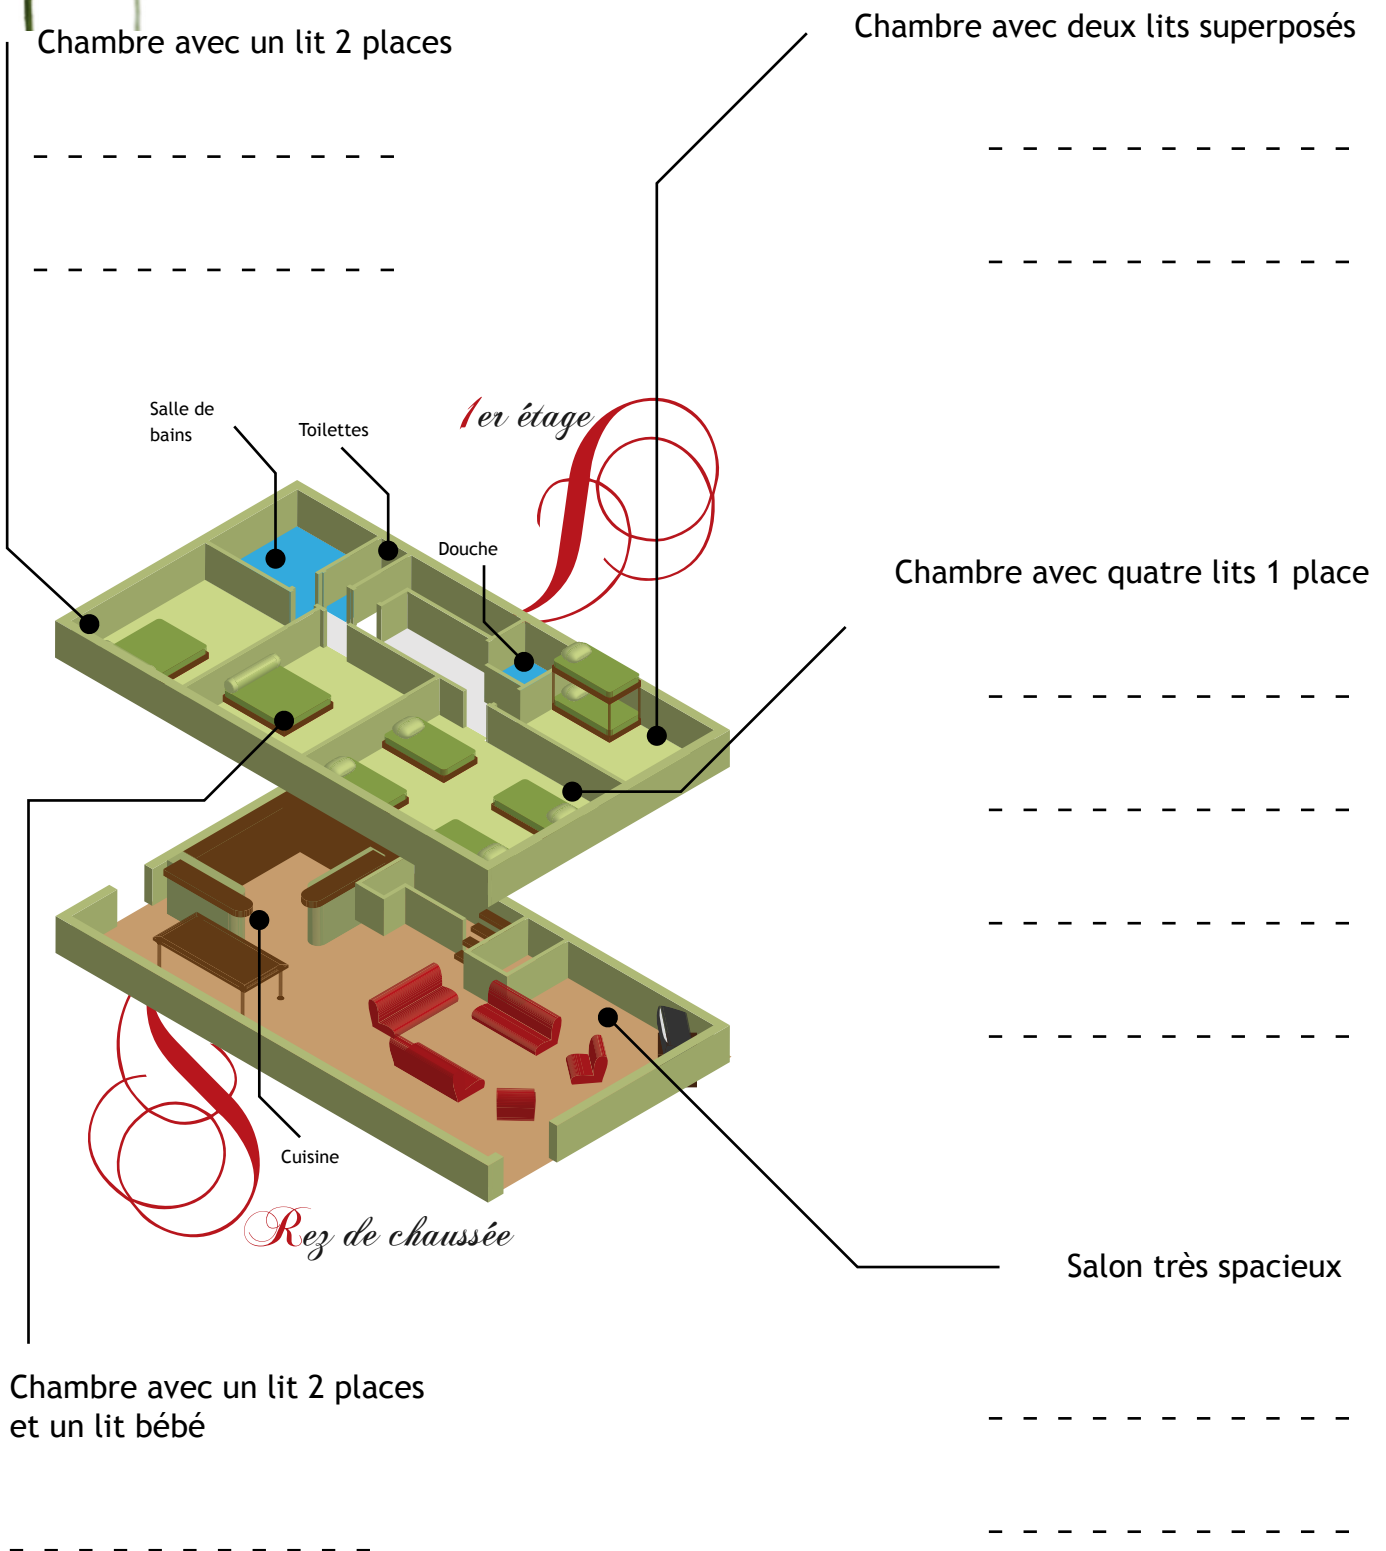 Chambre avec un lit 2 places
Chambre avec deux lits superposés
Salle de
bains
Toilettes
1er étage
Douche
Chambre avec quatre lits 1 place
Cuisine
Rez de chaussée
Salon très spacieux
Chambre avec un lit 2 places
et un lit bébé